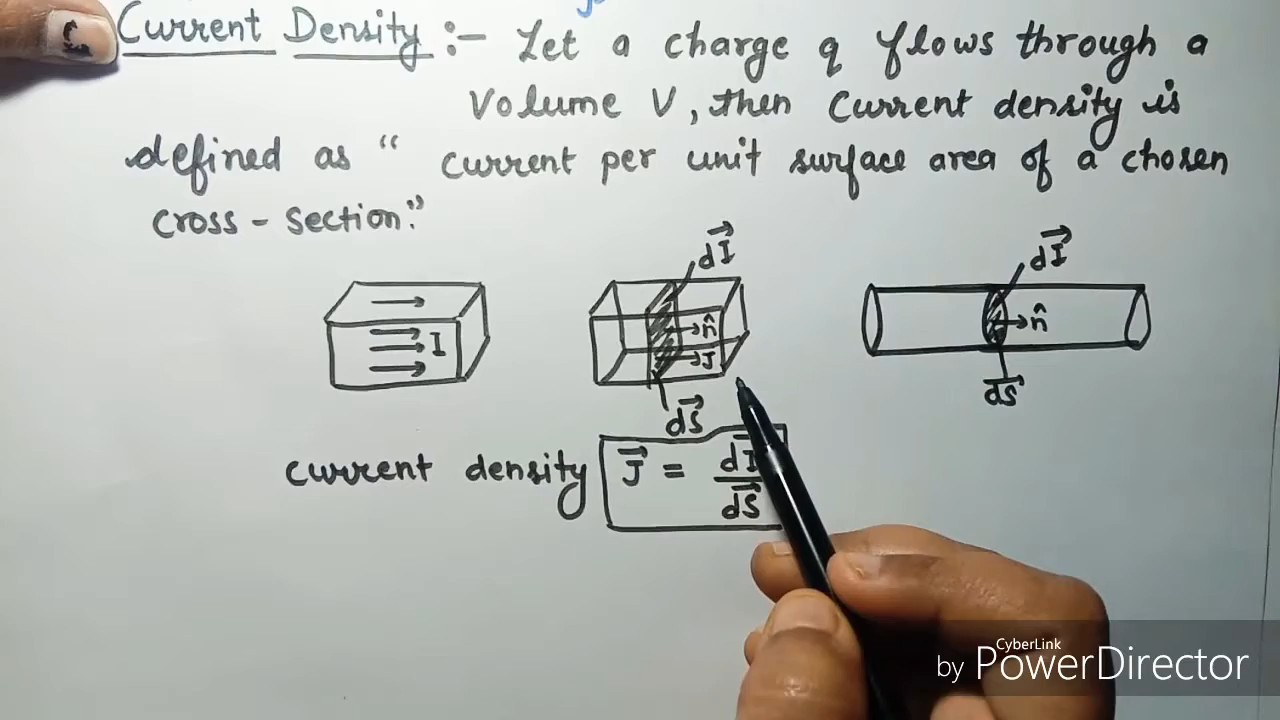 Current Density :- Let a charge q flows through a
Volume V, then Current density is
defined as " current per unit surface area of a chosen
cross-section."
dI
dI
I
n̂
J
n̂
dS
dS
current density J = dI/dS
CyberLink
by PowerDirector